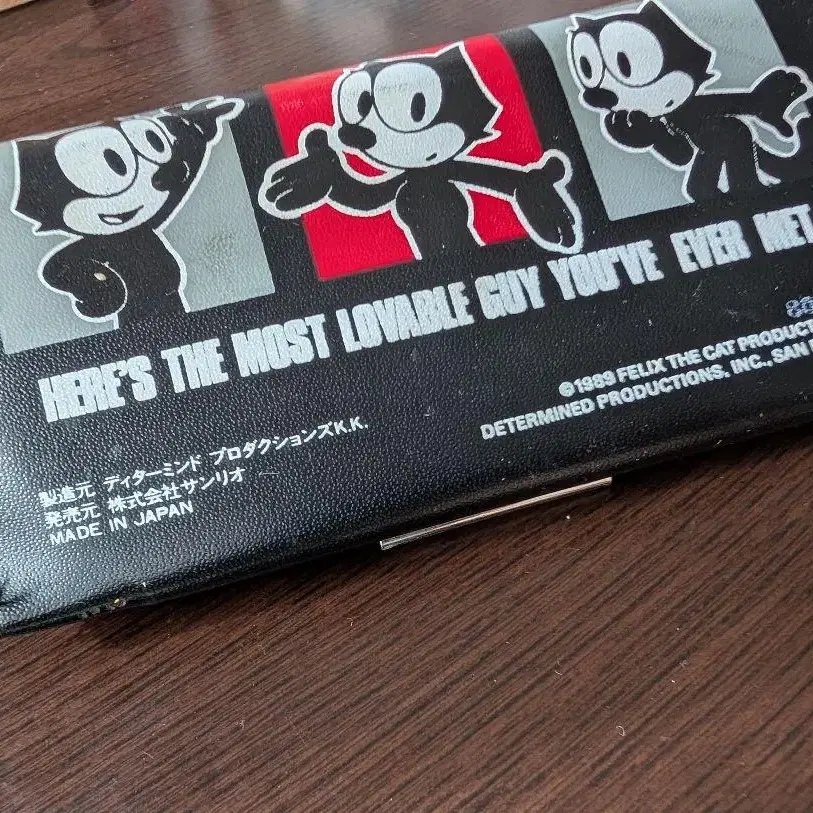 HERE'S THE MOST LOVABLE GUY YOU'VE EVER MET
©1989 FELIX THE CAT PRODUCT
DETERMINED PRODUCTIONS. INC., SAN
製造元 ディターミンド プロダクションズK.K.
発売元 株式会社サンリオ
MADE IN JAPAN